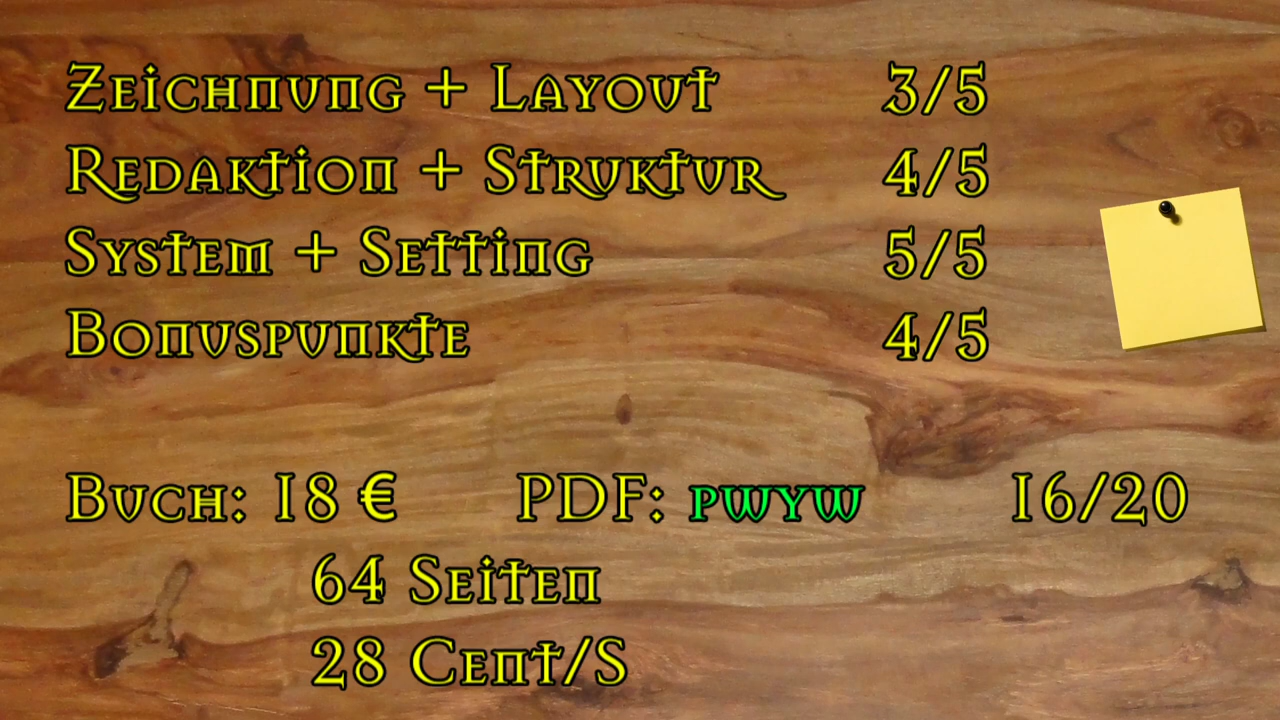 Zeichnung + Layout 3/5
Redaktion + Struktur 4/5
System + Setting 5/5
Bonuspunkte 4/5
Buch: 18 € PDF: pwyw 16/20
64 Seiten
28 Cent/S